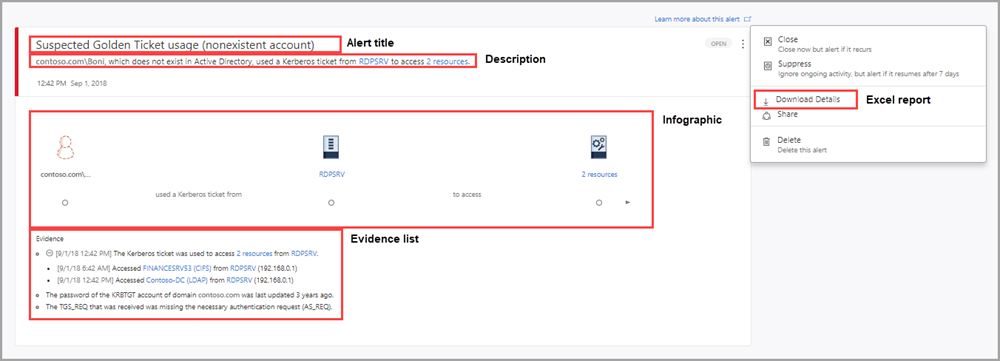 Learn more about this alert
Suspected Golden Ticket usage (nonexistent account)
Alert title
OPEN
contoso.com\Boni, which does not exist in Active Directory, used a Kerberos ticket from RDPSRV to access 2 resources.
Description
12:42 PM Sep 1, 2018
Close
Close now but alert if it recurs
Suppress
Ignore ongoing activity, but alert if it resumes after 7 days
Download Details
Excel report
Share
Delete
Delete this alert
Infographic
contoso.com\...
RDPSRV
2 resources
used a Kerberos ticket from
to access
Evidence list
Evidence
[9/1/18 12:42 PM] The Kerberos ticket was used to access 2 resources from RDPSRV.
[9/1/18 6:42 AM] Accessed FINANCESRV$3 (CIFS) from RDPSRV (192.168.0.1)
[9/1/18 12:42 PM] Accessed Contoso-DC (LDAP) from RDPSRV (192.168.0.1)
The password of the KRBTGT account of domain contoso.com was last updated 3 years ago.
The TGS_REQ that was received was missing the necessary authentication request (AS_REQ).